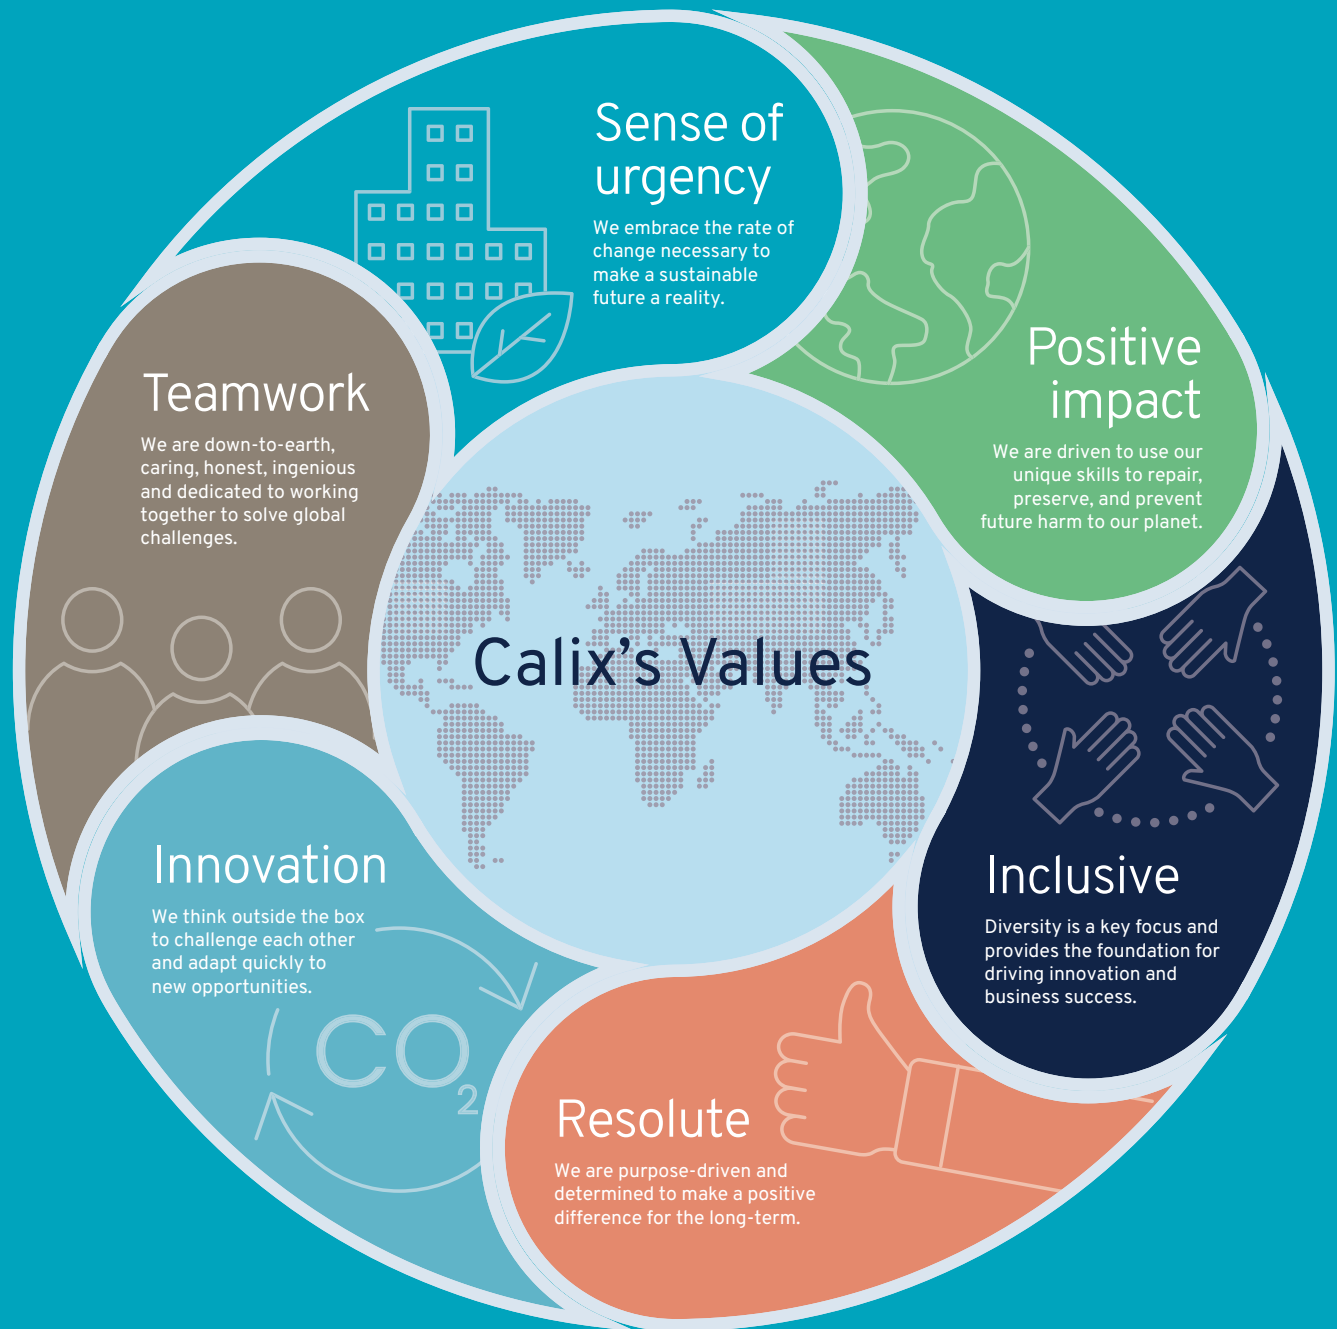 Sense of
urgency
We embrace the rate of
change necessary to
make a sustainable
future a reality.
Positive
impact
We are driven to use our
unique skills to repair,
preserve, and prevent
future harm to our planet.
Teamwork
We are down-to-earth,
caring, honest, ingenious
and dedicated to working
together to solve global
challenges.
Calix’s Values
Innovation
We think outside the box
to challenge each other
and adapt quickly to
new opportunities.
CO2
Inclusive
Diversity is a key focus and
provides the foundation for
driving innovation and
business success.
Resolute
We are purpose-driven and
determined to make a positive
difference for the long-term.